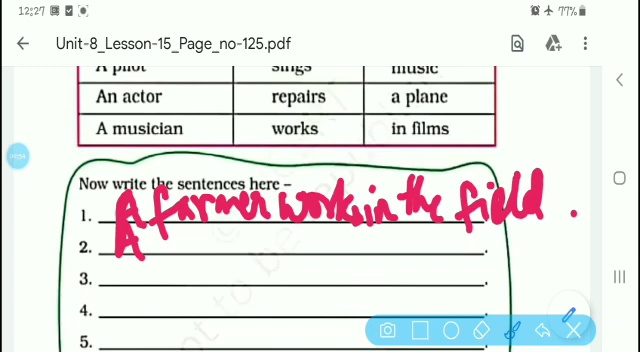 12:27 77%
Unit-8_Lesson-15_Page_no-125.pdf
A pilot sings music
An actor repairs a plane
A musician works in films
Now write the sentences here –
1. A farmer works in the field .
2. A .
3. .
4. .
5.